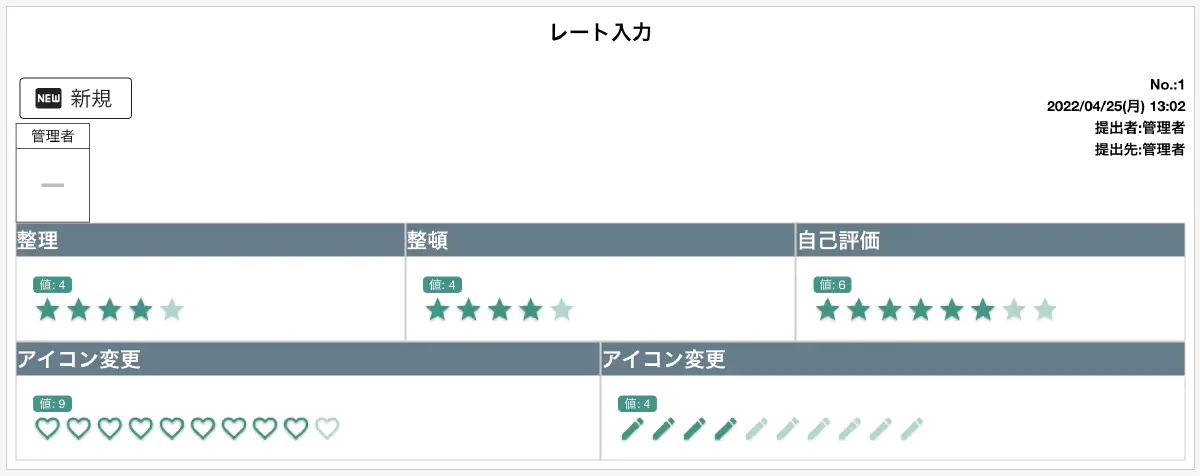 レート入力
NEW 新規
No.:1
2022/04/25(月) 13:02
提出者:管理者
提出先:管理者
管理者
整理 整頓 自己評価
値: 4 値: 4 値: 6
アイコン変更 アイコン変更
値: 9 値: 4